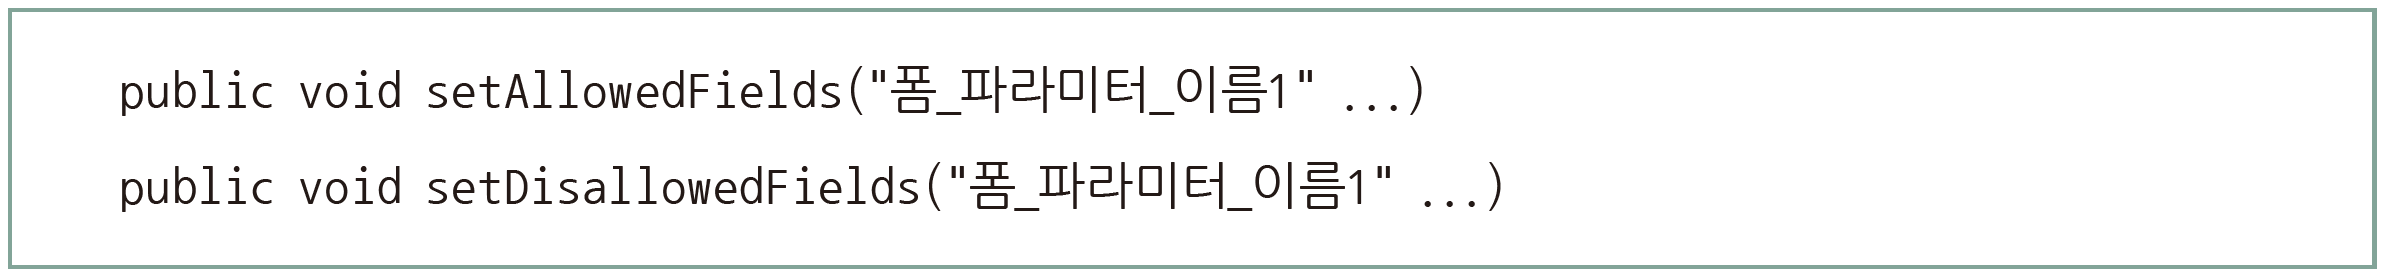 public void setAllowedFields("폼_파라미터_이름1" ...)
public void setDisallowedFields("폼_파라미터_이름1" ...)